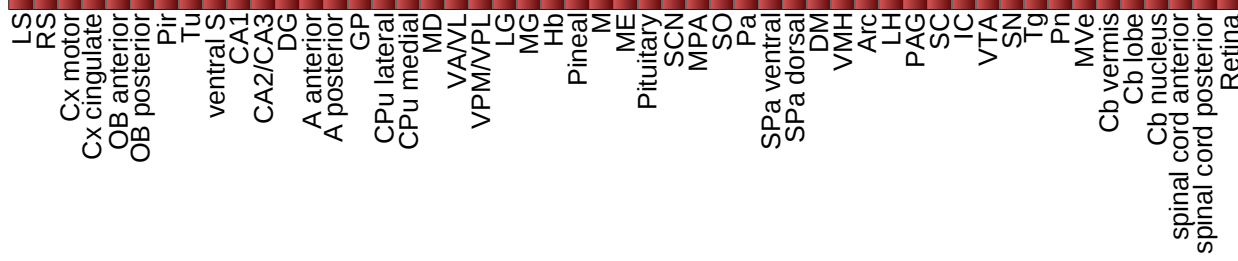 LS
RS
Cx motor
Cx cingulate
OB anterior
OB posterior
Pir
Tu
ventral S
CA1
CA2/CA3
DG
A anterior
A posterior
GP
CPu lateral
CPu medial
MD
VA/VL
VPM/VPL
LG
MG
Hb
Pineal
M
ME
Pituitary
SCN
MPA
SO
Pa
SPa ventral
SPa dorsal
DM
VMH
Arc
LH
PAG
SC
IC
VTA
SN
Tg
Pn
MVe
Cb vermis
Cb lobe
Cb nucleus
spinal cord anterior
spinal cord posterior
Retina